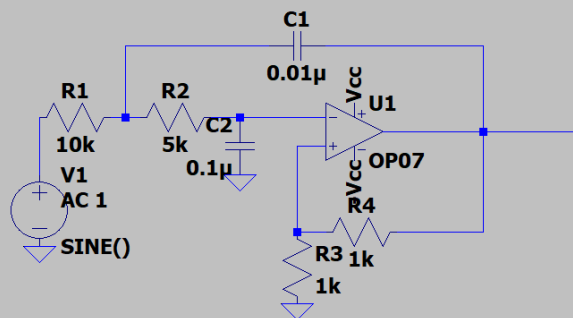 C1
0.01µ
Vcc
U1
R1
R2
C2
+
−
10k
5k
0.1µ
+
−
OP07
V1
AC 1
+
−
Vcc
R4
SINE()
R3
1k
1k